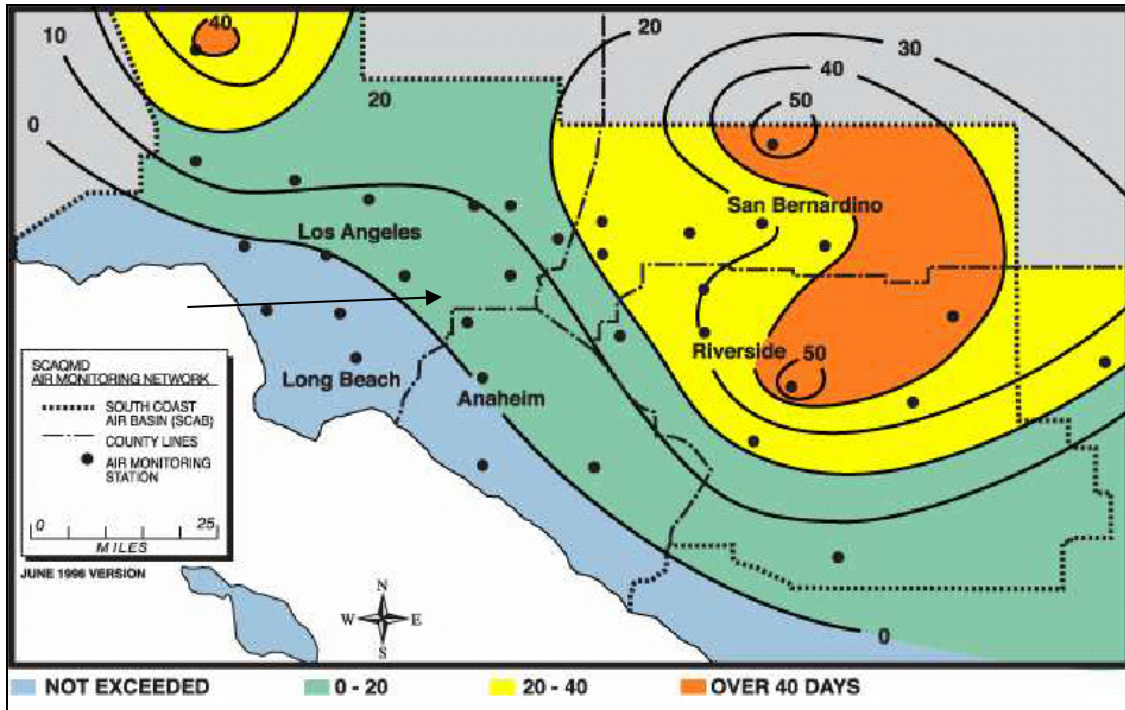 40
10
20
30
40
50
20
0
San Bernardino
Los Angeles
Riverside
50
Long Beach
Anaheim
0
SCAQMD
AIR MONITORING NETWORK
SOUTH COAST
AIR BASIN (SCAB)
COUNTY LINES
AIR MONITORING
STATION
0 25
MILES
JUNE 1996 VERSION
N
W E
S
NOT EXCEEDED 0 - 20 20 - 40 OVER 40 DAYS